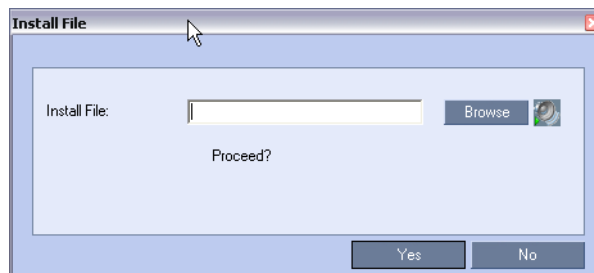 Install File
Install File:
Browse
Proceed?
Yes
No